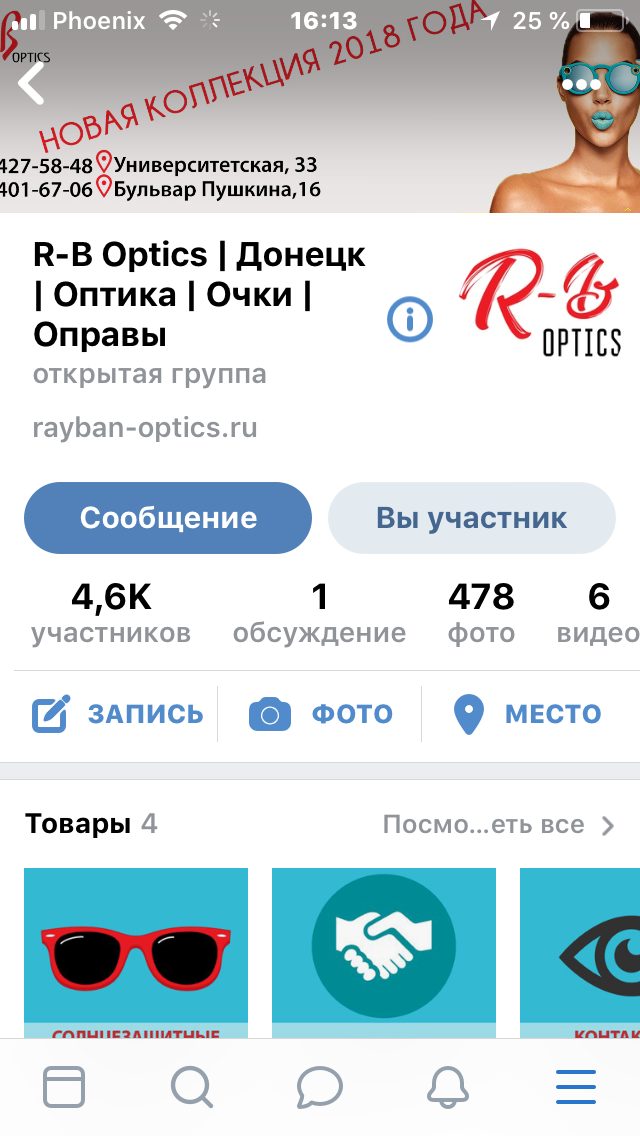 Phoenix 16:13 25 %
OPTICS
НОВАЯ КОЛЛЕКЦИЯ 2018 ГОДА
427-58-48 Университетская, 33
401-67-06 Бульвар Пушкина,16
R-B Optics | Донецк
| Оптика | Очки |
Оправы
R-B
OPTICS
открытая группа
rayban-optics.ru
Сообщение Вы участник
4,6K 1 478 6
участников обсуждение фото видео
ЗАПИСЬ ФОТО МЕСТО
Товары 4 Посмо...еть все
СОЛНЦЕЗАЩИТНЫЕ КОНТАК